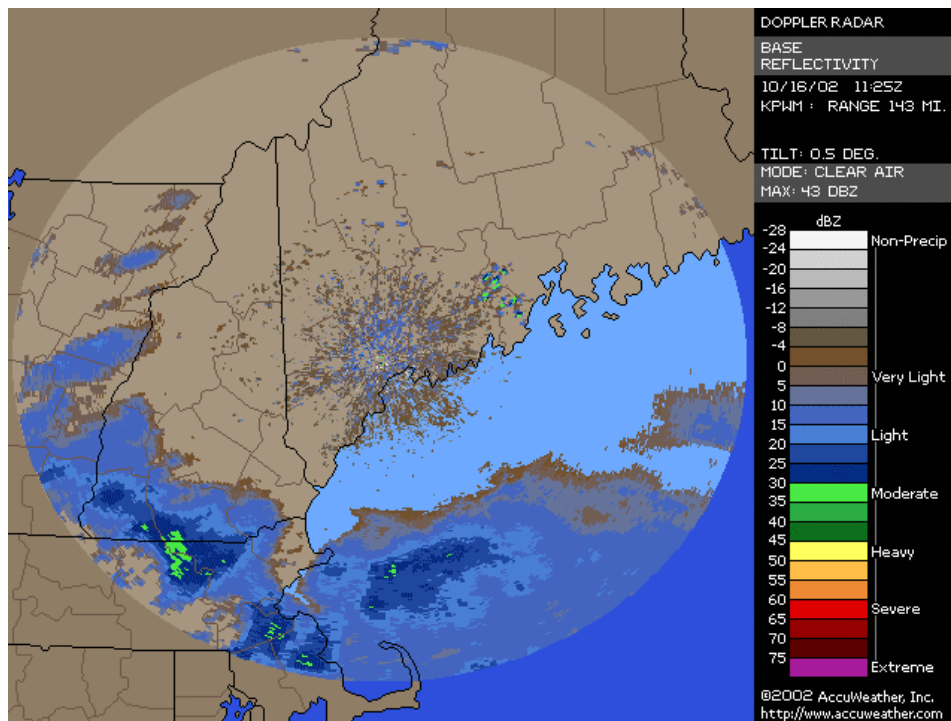 DOPPLER RADAR
BASE
REFLECTIVITY
10/16/02 11:25Z
KPWM : RANGE 143 MI.
TILT: 0.5 DEG.
MODE: CLEAR AIR
MAX: 43 DBZ
dBZ
-28 Non-Precip
-24
-20
-16
-12
-8
-4
0 Very Light
5
10
15
20 Light
25
30
35 Moderate
40
45
50 Heavy
55
60
65 Severe
70
75
Extreme
©2002 AccuWeather, Inc.
http://www.accuweather.com